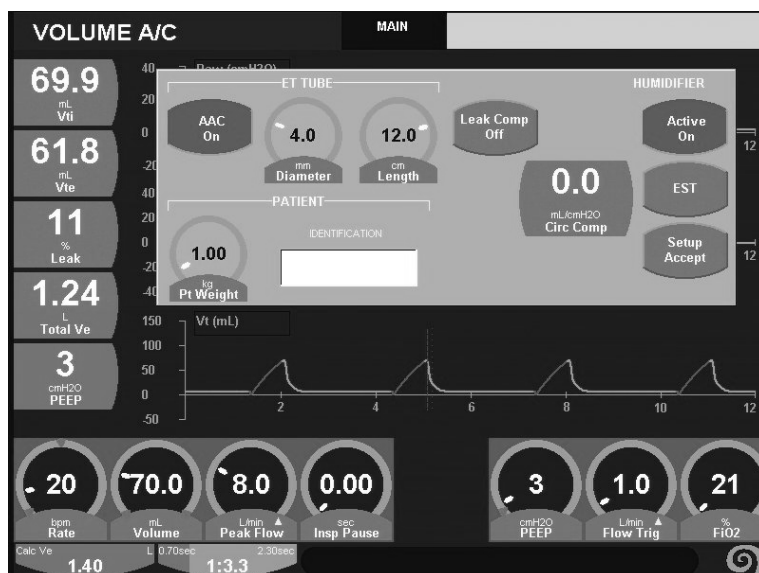 VOLUME A/C
MAIN
69.9
mL
Vti
61.8
mL
Vte
11
%
Leak
1.24
L
Total Ve
3
cmH2O
PEEP
40
20
0
-20
40
20
0
-20
-40
Paw (cmH2O)
12
12
ET TUBE
AAC
On
4.0
mm
Diameter
12.0
cm
Length
Leak Comp
Off
HUMIDIFIER
Active
On
0.0
mL/cmH2O
Circ Comp
EST
Setup
Accept
PATIENT
IDENTIFICATION
1.00
kg
Pt Weight
150
100
50
0
-50
Vt (mL)
2 4 6 8 10 12
20
bpm
Rate
70.0
mL
Volume
8.0
L/min
Peak Flow
0.00
sec
Insp Pause
3
cmH2O
PEEP
1.0
L/min
Flow Trig
21
%
FiO2
Calc Ve L
1.40
0.70sec 2.30sec
1:3.3